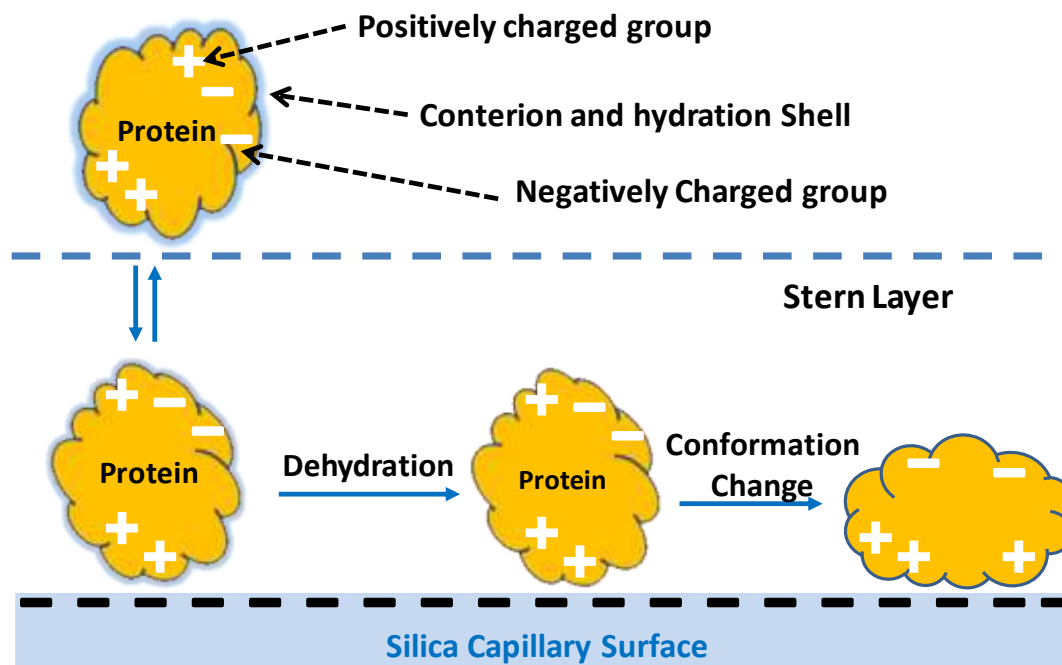 Positively charged group
Protein
Conterion and hydration Shell
Negatively Charged group
Stern Layer
Protein
Dehydration
Protein
Conformation
Change
Silica Capillary Surface